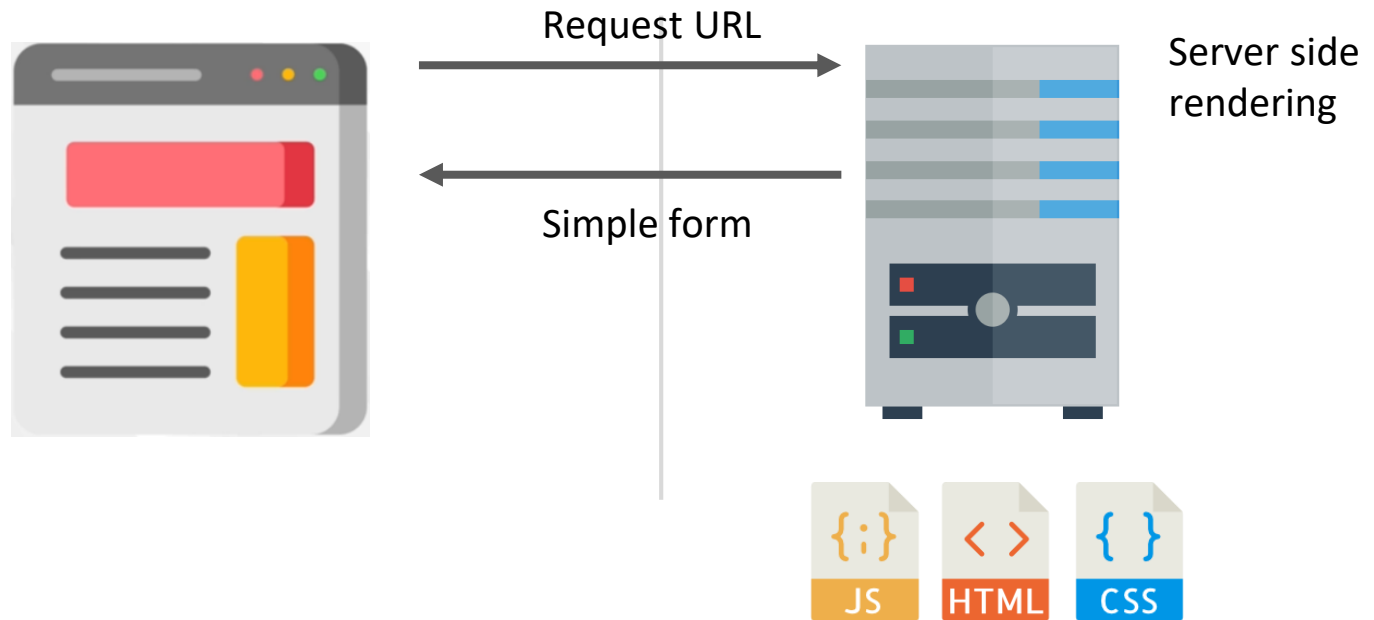 Request URL
Server side
rendering
Simple form
{;} 
JS
< >
HTML
{ }
CSS